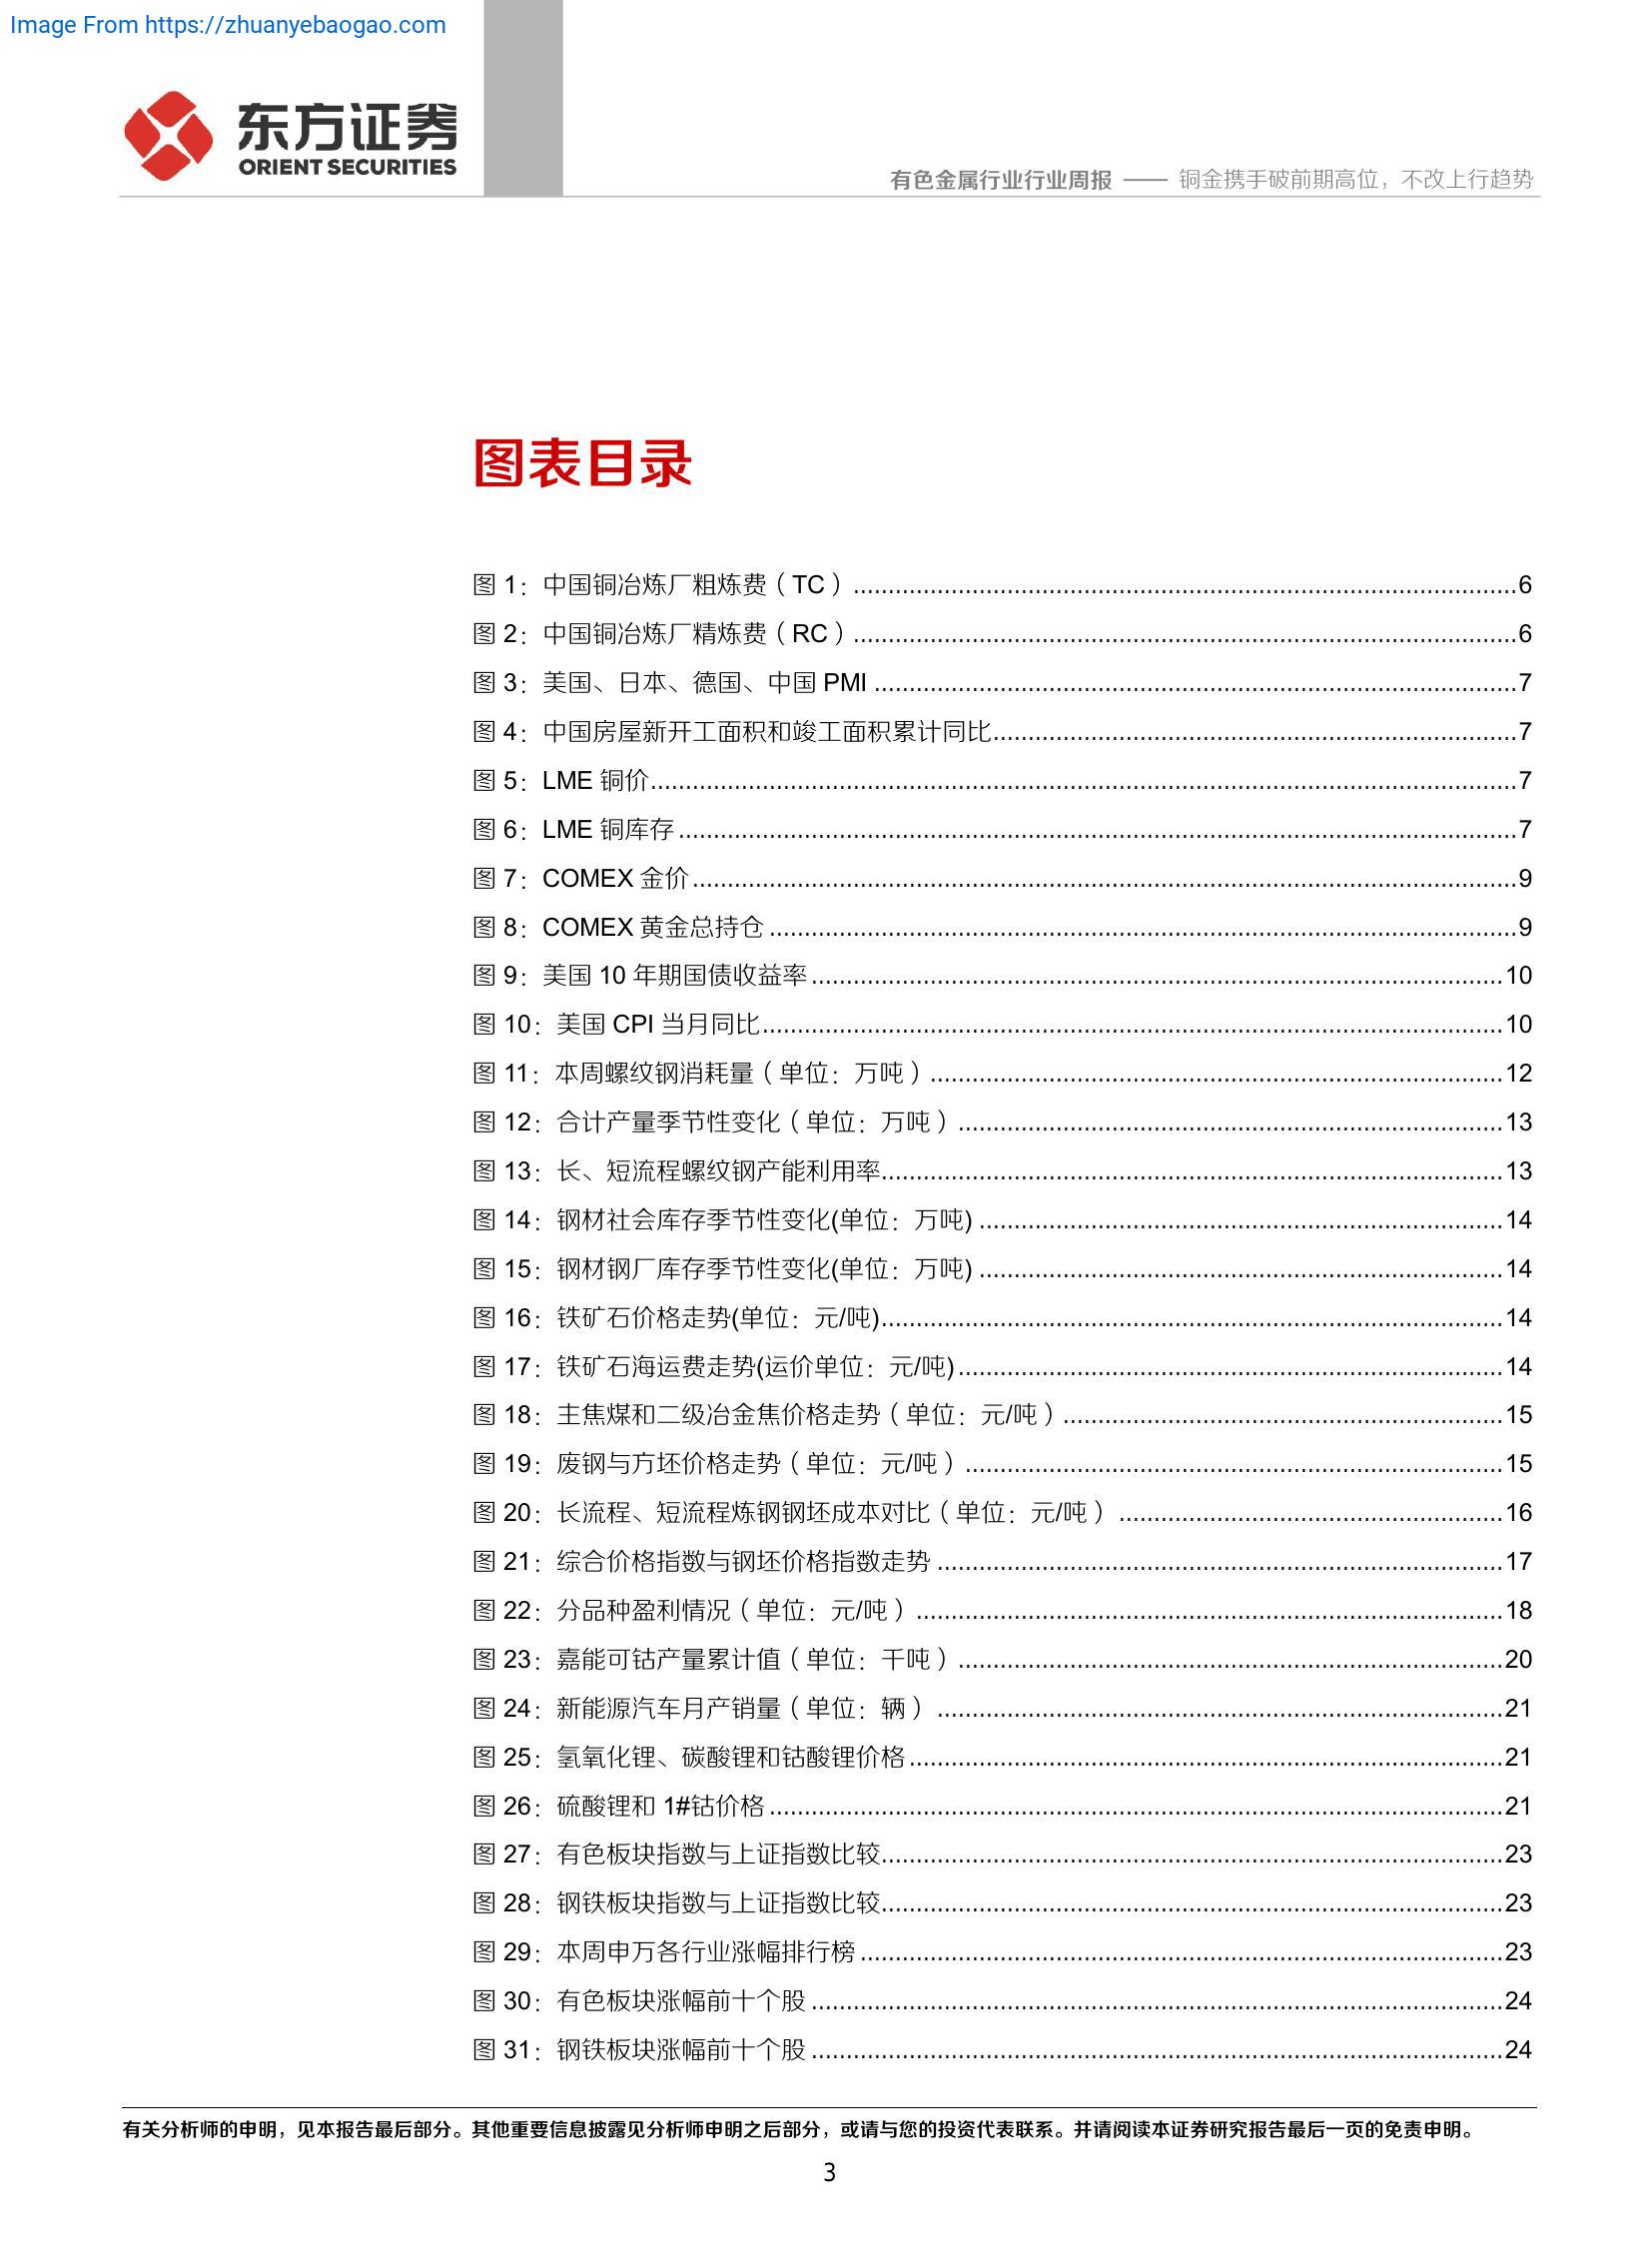 Image From https://zhuanyebaogao.com
东方证券
ORIENT SECURITIES
有色金属行业行业周报 —— 铜金携手破前期高位，不改上行趋势
图表目录
图 1：中国铜冶炼厂粗炼费（TC）........................6
图 2：中国铜冶炼厂精炼费（RC）........................6
图 3：美国、日本、德国、中国 PMI ........................7
图 4：中国房屋新开工面积和竣工面积累计同比........................7
图 5：LME 铜价........................7
图 6：LME 铜库存 ........................7
图 7：COMEX 金价........................9
图 8：COMEX 黄金总持仓 ........................9
图 9：美国 10 年期国债收益率 ........................10
图 10：美国 CPI 当月同比........................10
图 11：本周螺纹钢消耗量（单位：万吨）........................12
图 12：合计产量季节性变化（单位：万吨）........................13
图 13：长、短流程螺纹钢产能利用率........................13
图 14：钢材社会库存季节性变化(单位：万吨) ........................14
图 15：钢材钢厂库存季节性变化(单位：万吨) ........................14
图 16：铁矿石价格走势(单位：元/吨)........................14
图 17：铁矿石海运费走势(运价单位：元/吨)........................14
图 18：主焦煤和二级冶金焦价格走势（单位：元/吨）........................15
图 19：废钢与方坯价格走势（单位：元/吨）........................15
图 20：长流程、短流程炼钢钢坯成本对比（单位：元/吨）........................16
图 21：综合价格指数与钢坯价格指数走势 ........................17
图 22：分品种盈利情况（单位：元/吨）........................18
图 23：嘉能可钴产量累计值（单位：干吨）........................20
图 24：新能源汽车月产销量（单位：辆）........................21
图 25：氢氧化锂、碳酸锂和钴酸锂价格........................21
图 26：硫酸锂和 1#钴价格 ........................21
图 27：有色板块指数与上证指数比较........................23
图 28：钢铁板块指数与上证指数比较........................23
图 29：本周申万各行业涨幅排行榜 ........................23
图 30：有色板块涨幅前十个股 ........................24
图 31：钢铁板块涨幅前十个股 ........................24
有关分析师的申明，见本报告最后部分。其他重要信息披露见分析师申明之后部分，或请与您的投资代表联系。并请阅读本证券研究报告最后一页的免责申明。
3